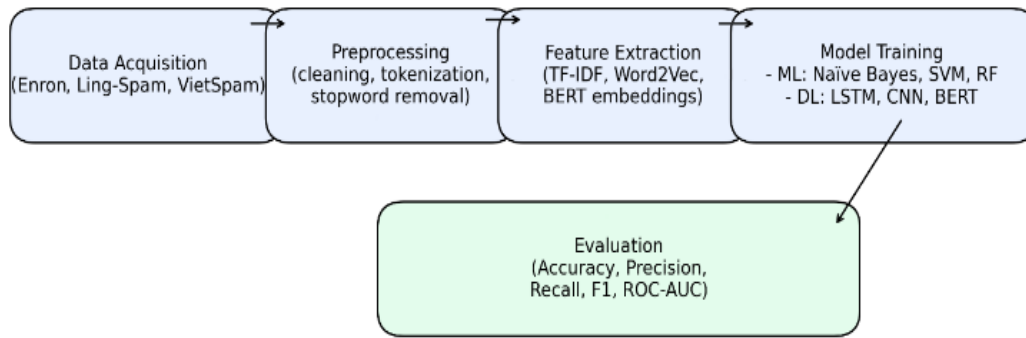 Data Acquisition
(Enron, Ling-Spam, VietSpam)
Preprocessing
(cleaning, tokenization,
stopword removal)
Feature Extraction
(TF-IDF, Word2Vec,
BERT embeddings)
Model Training
- ML: Naïve Bayes, SVM, RF
- DL: LSTM, CNN, BERT
Evaluation
(Accuracy, Precision,
Recall, F1, ROC-AUC)